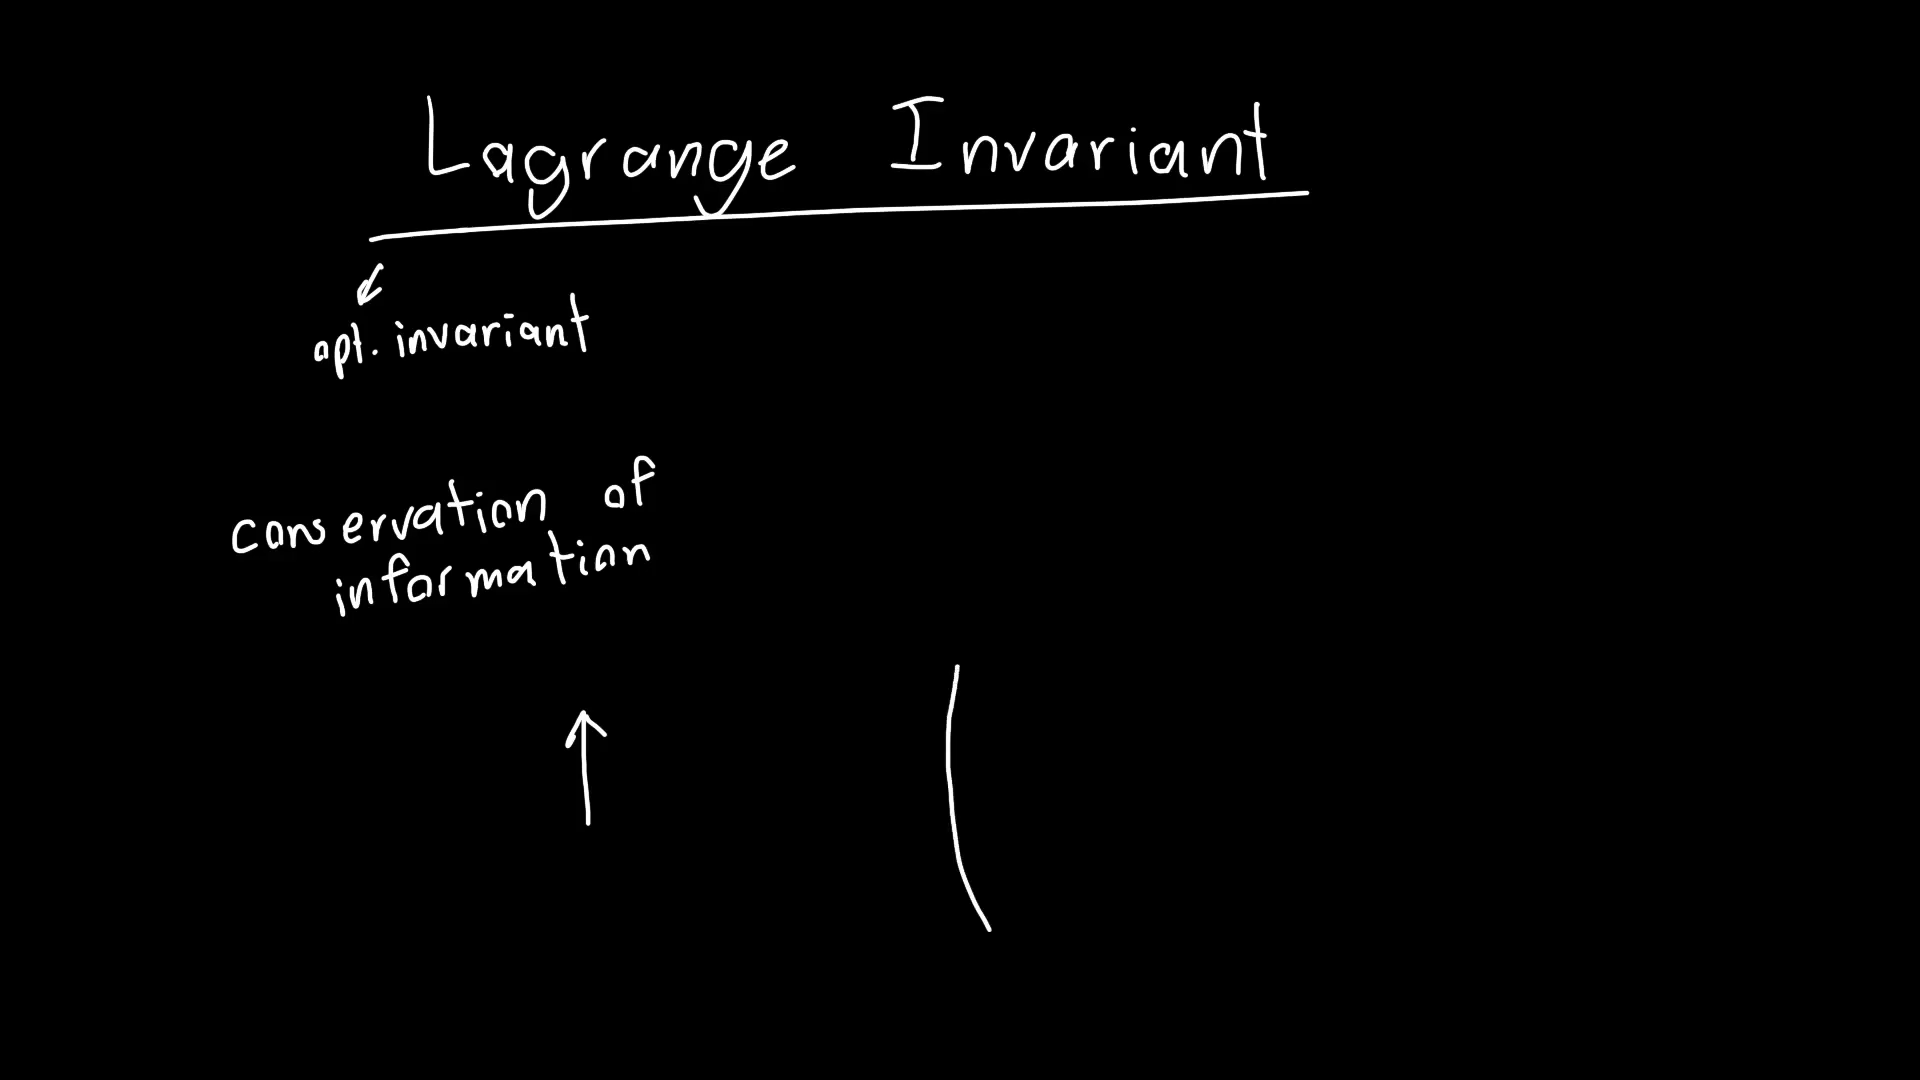 Lagrange Invariant
opt. invariant
conservation of
information